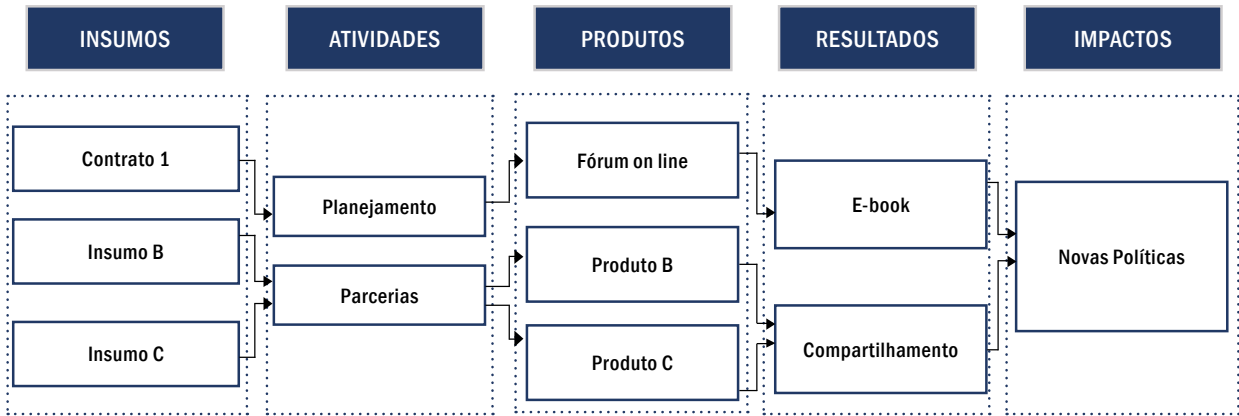 INSUMOS
ATIVIDADES
PRODUTOS
RESULTADOS
IMPACTOS
Contrato 1
Insumo B
Insumo C
Planejamento
Parcerias
Fórum on line
Produto B
Produto C
E-book
Compartilhamento
Novas Políticas